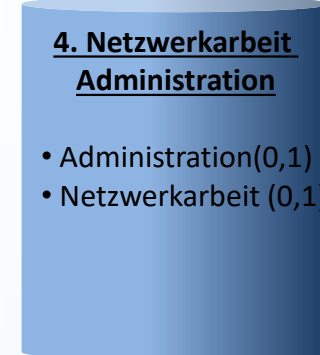 4. Netzwerkarbeit
Administration
• Administration(0,1)
• Netzwerkarbeit (0,1)